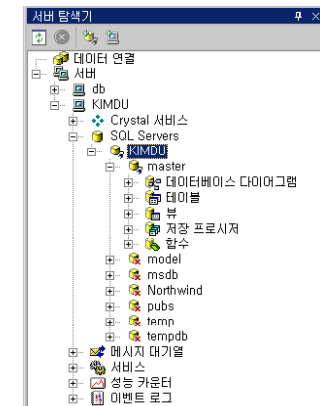 서버 탐색기
데이터 연결
서버
db
KIMDU
Crystal 서비스
SQL Servers
KIMDU
master
데이터베이스 다이어그램
테이블
뷰
저장 프로시저
함수
model
msdb
Northwind
pubs
temp
tempdb
메시지 대기열
서비스
성능 카운터
이벤트 로그